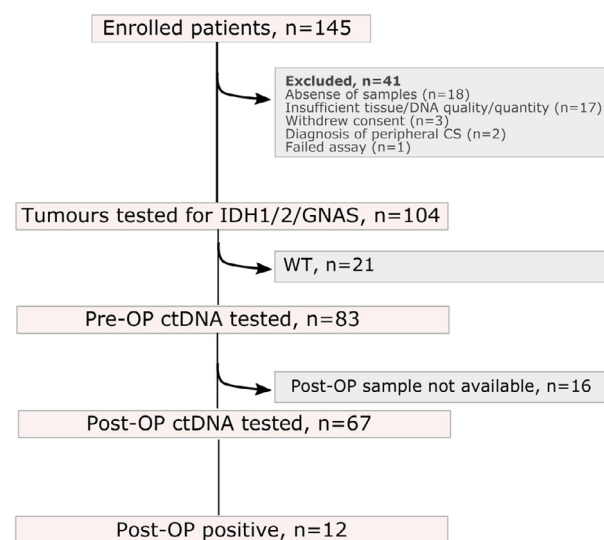 Enrolled patients, n=145
Excluded, n=41
Absense of samples (n=18)
Insufficient tissue/DNA quality/quantity (n=17)
Withdrew consent (n=3)
Diagnosis of peripheral CS (n=2)
Failed assay (n=1)
Tumours tested for IDH1/2/GNAS, n=104
WT, n=21
Pre-OP ctDNA tested, n=83
Post-OP sample not available, n=16
Post-OP ctDNA tested, n=67
Post-OP positive, n=12